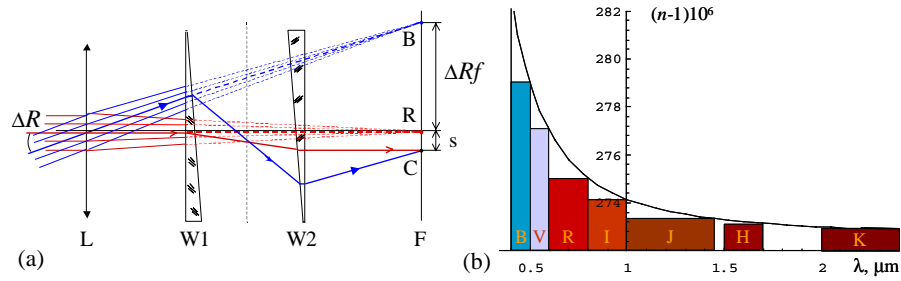 B
ΔRf
ΔR
R
s
C
L W1 W2 F
(a)
(n-1)10⁶
282
280
278
276
274
B V R I J H K
0.5 1 1.5 2 λ, μm
(b)